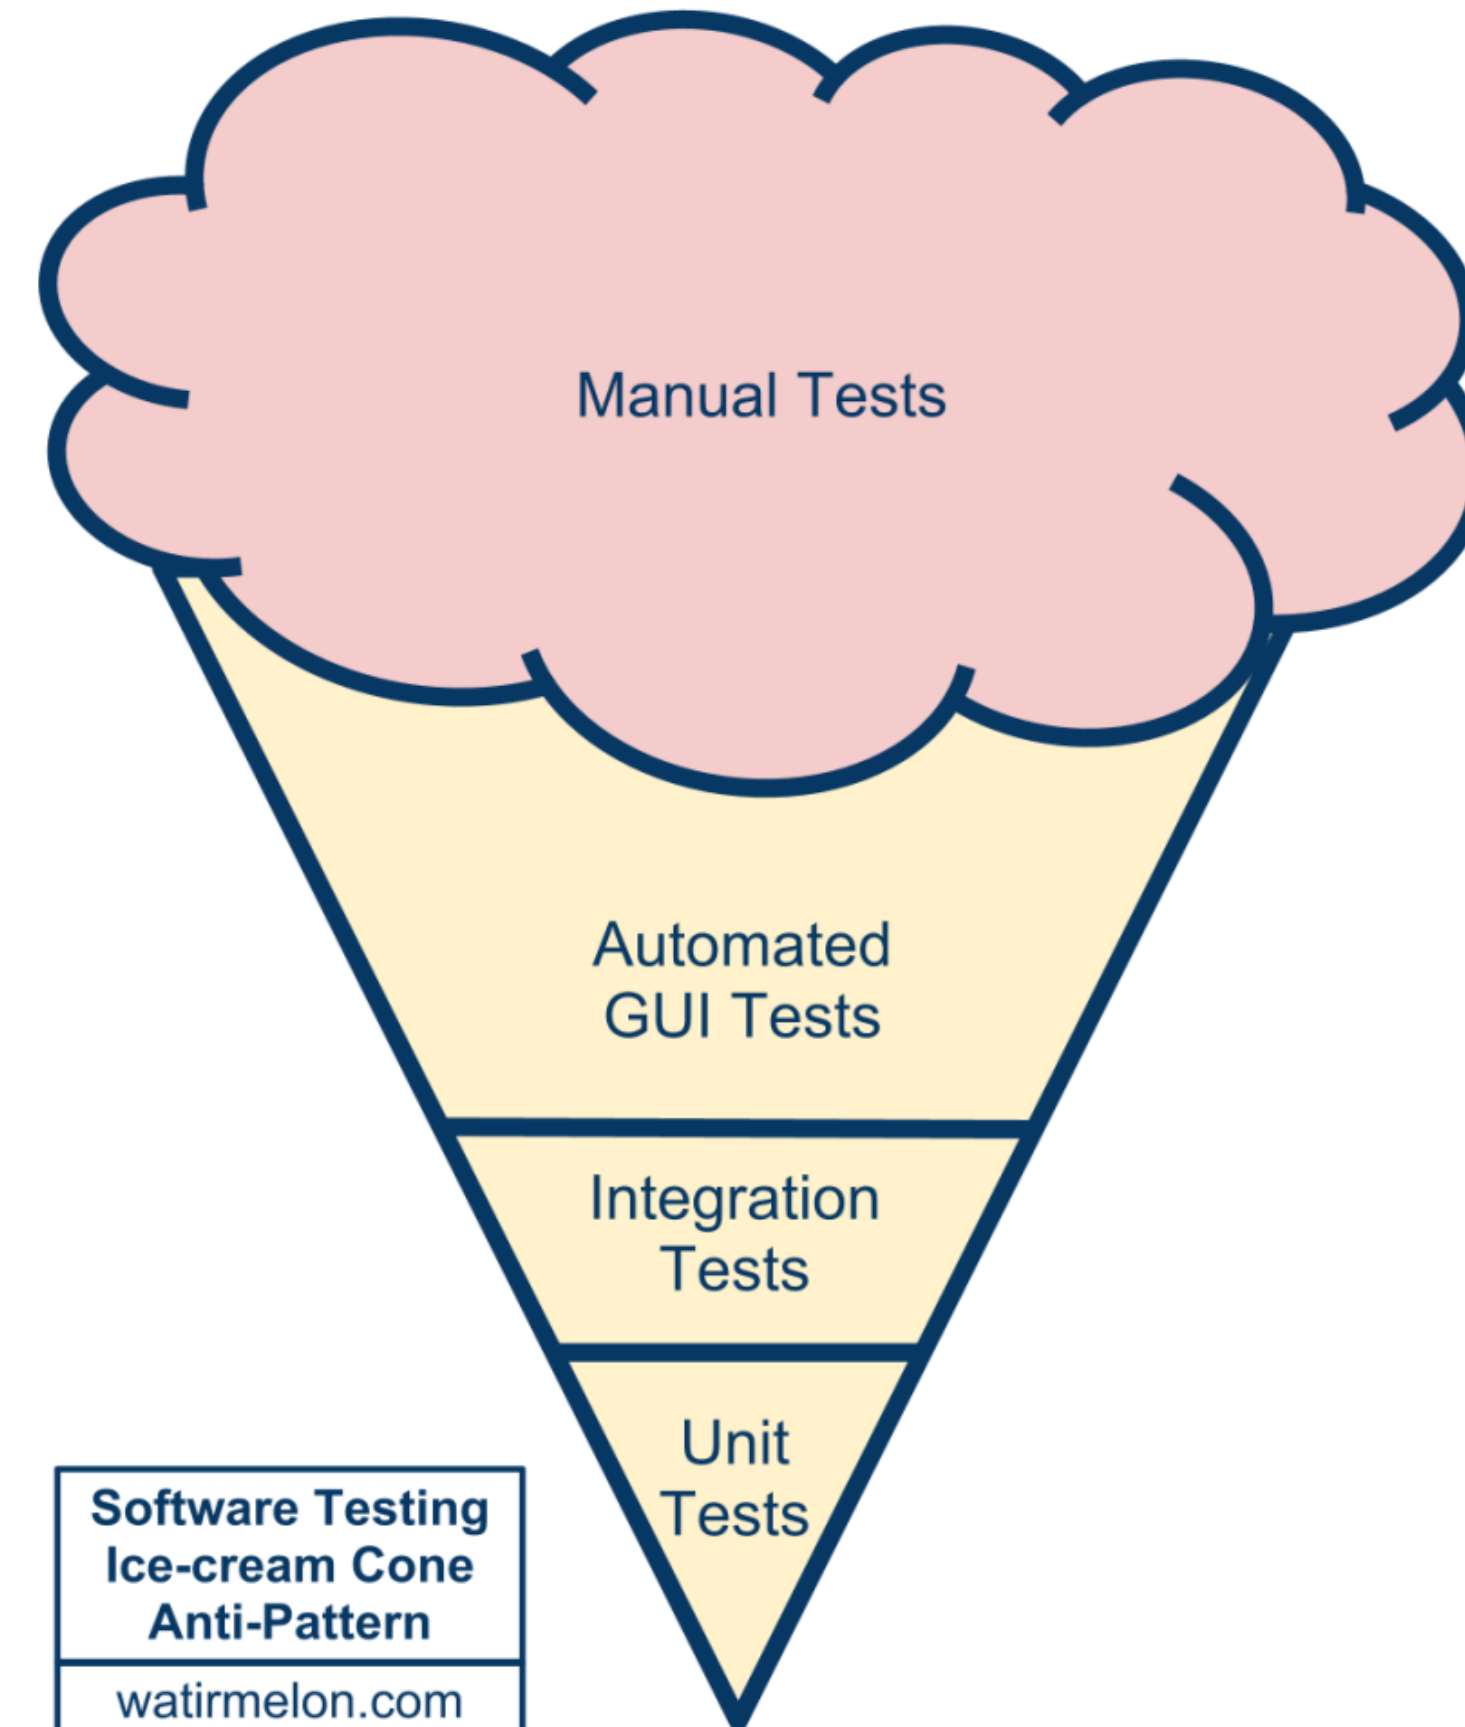 Manual Tests
Automated
GUI Tests
Integration
Tests
Unit
Tests
Software Testing
Ice-cream Cone
Anti-Pattern
watirmelon.com